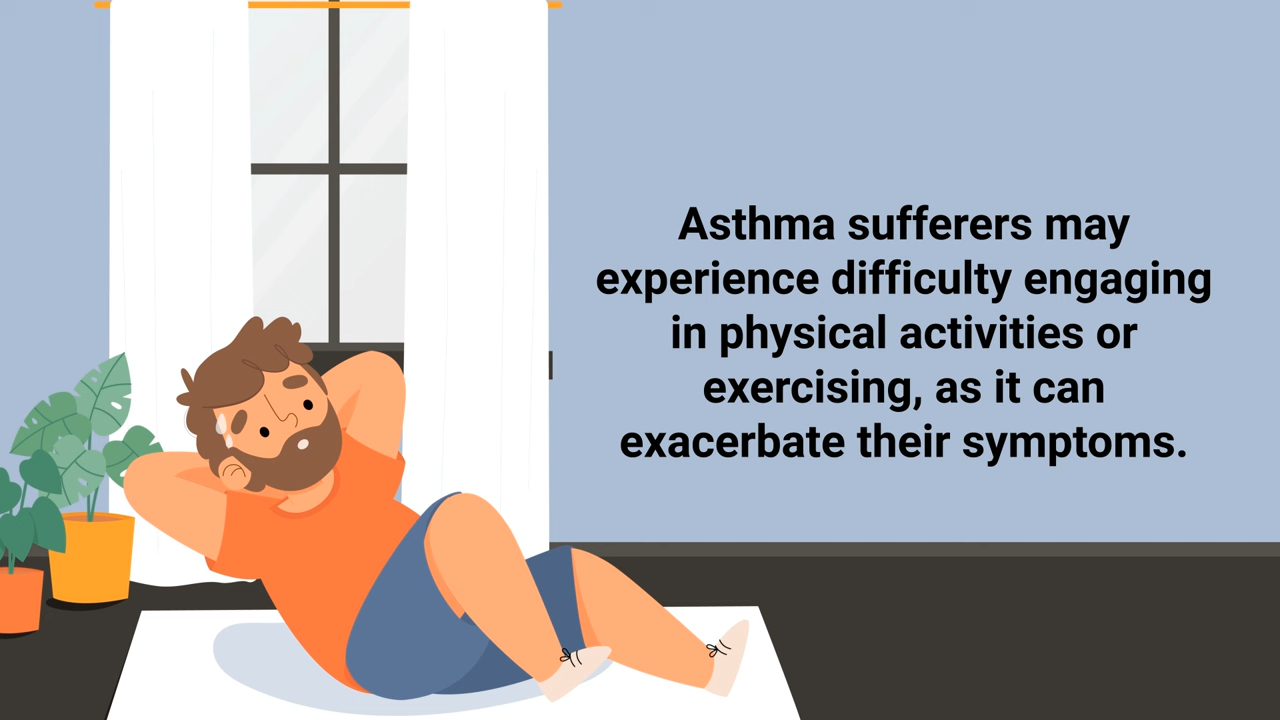 Asthma sufferers may
experience difficulty engaging
in physical activities or
exercising, as it can
exacerbate their symptoms.